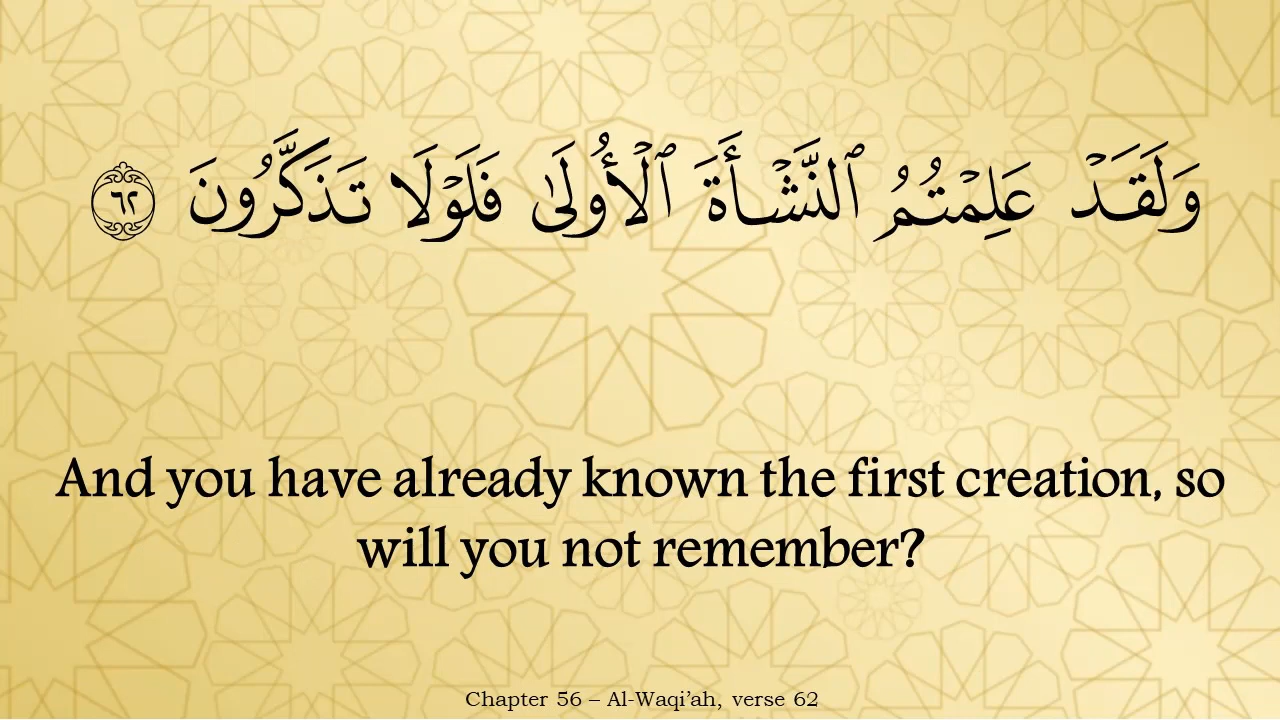 وَلَقَدۡ عَلِمۡتُمُ ٱلنَّشۡأَةَ ٱلۡأُولَىٰ فَلَوۡلَا تَذَكَّرُونَ ٦٢
And you have already known the first creation, so
will you not remember?
Chapter 56 – Al-Waqi’ah, verse 62